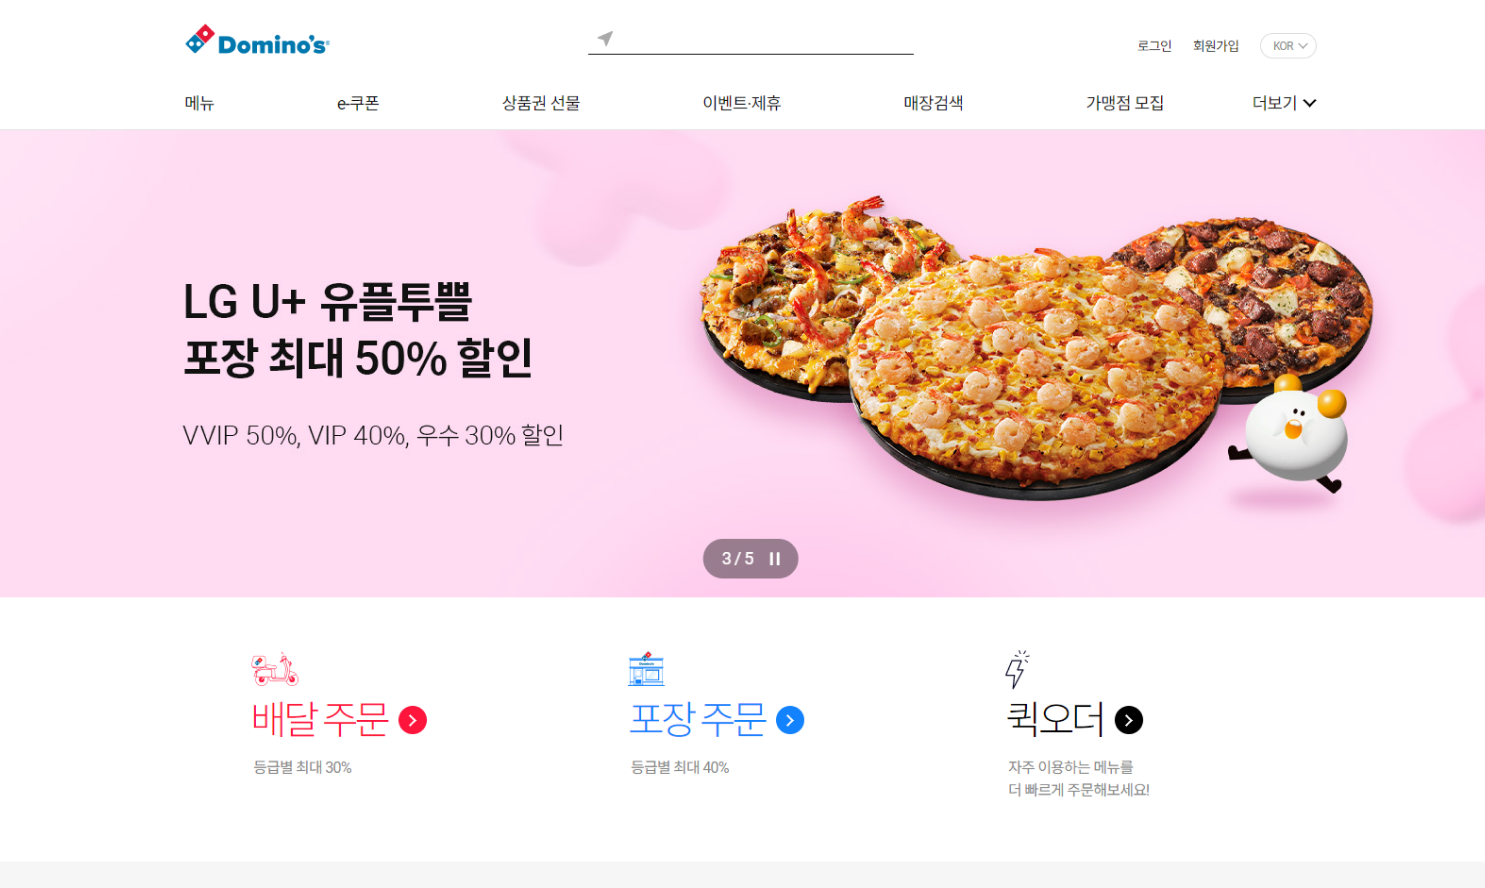 Domino's
로그인
회원가입
KOR
메뉴
e-쿠폰
상품권 선물
이벤트·제휴
매장검색
가맹점 모집
더보기
LG U+ 유플투쁠
포장 최대 50% 할인
VVIP 50%, VIP 40%, 우수 30% 할인
3 / 5
배달 주문
등급별 최대 30%
포장 주문
등급별 최대 40%
퀵오더
자주 이용하는 메뉴를
더 빠르게 주문해보세요!